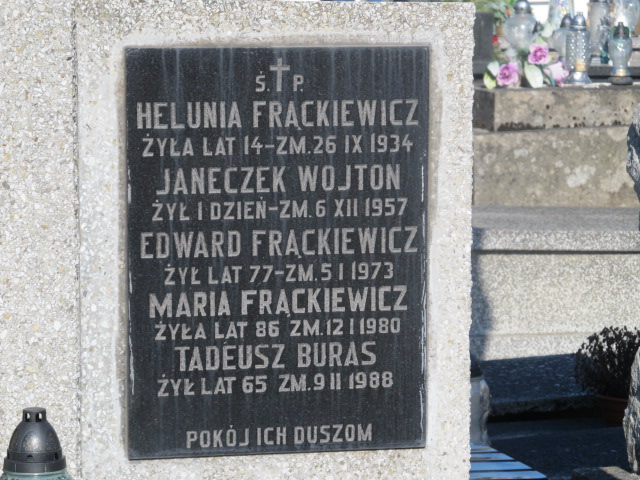 Ś. P.
HELUNIA FRĄCKIEWICZ
ŻYŁA LAT 14-ZM. 26 IX 1934
JANECZEK WOJTON
ŻYŁ 1 DZIEŃ-ZM. 6 XII 1957
EDWARD FRĄCKIEWICZ
ŻYŁ LAT 77-ZM. 5 I 1973
MARIA FRĄCKIEWICZ
ŻYŁA LAT 86 ZM. 12 I 1980
TADEUSZ BURAS
ŻYŁ LAT 65 ZM. 9 II 1988
POKÓJ ICH DUSZOM